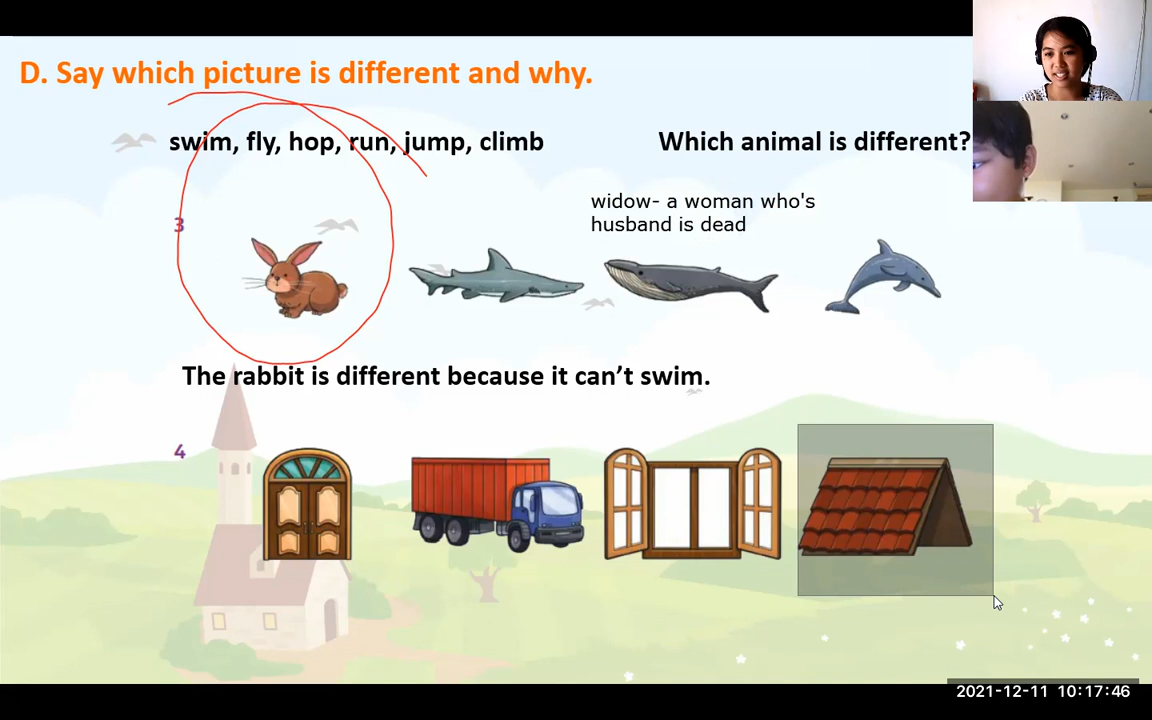 D. Say which picture is different and why.
swim, fly, hop, run, jump, climb
Which animal is different?
widow- a woman who's
husband is dead
3
The rabbit is different because it can’t swim.
4
2021-12-11 10:17:46